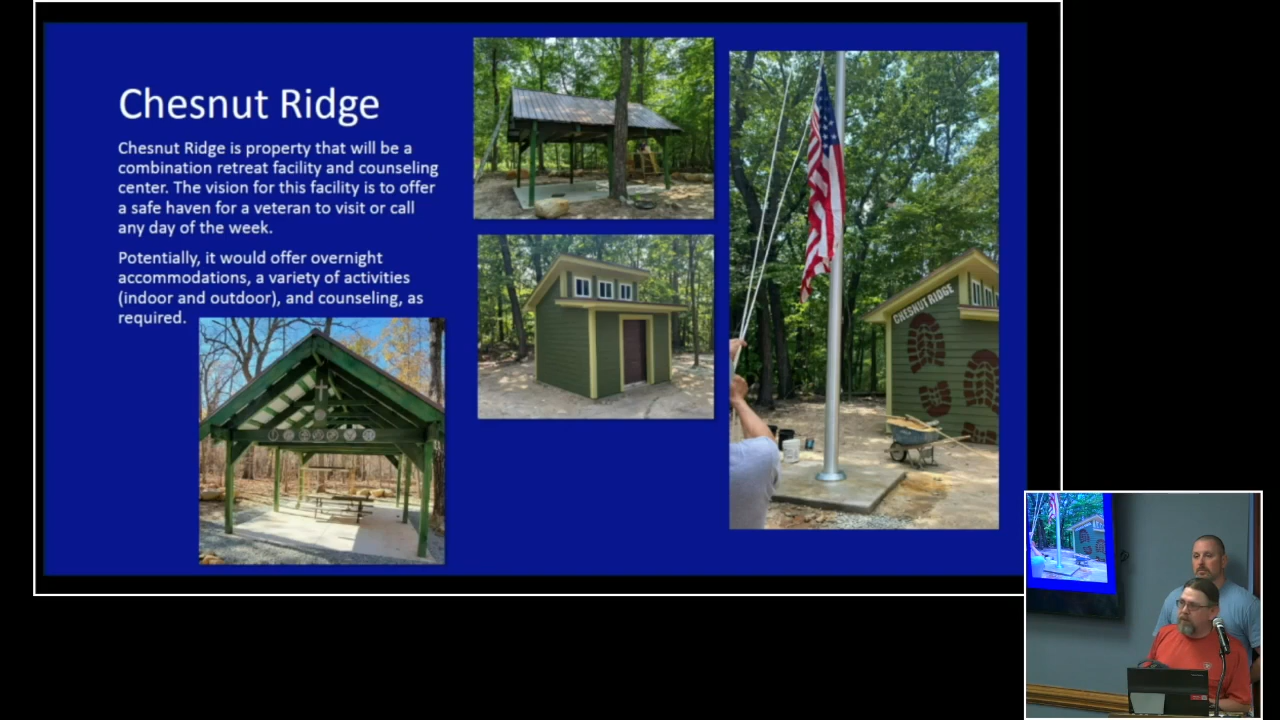 Chesnut Ridge
Chesnut Ridge is property that will be a
combination retreat facility and counseling
center. The vision for this facility is to offer
a safe haven for a veteran to visit or call
any day of the week.
Potentially, it would offer overnight
accommodations, a variety of activities
(indoor and outdoor), and counseling, as
required.
CHESNUT RIDGE